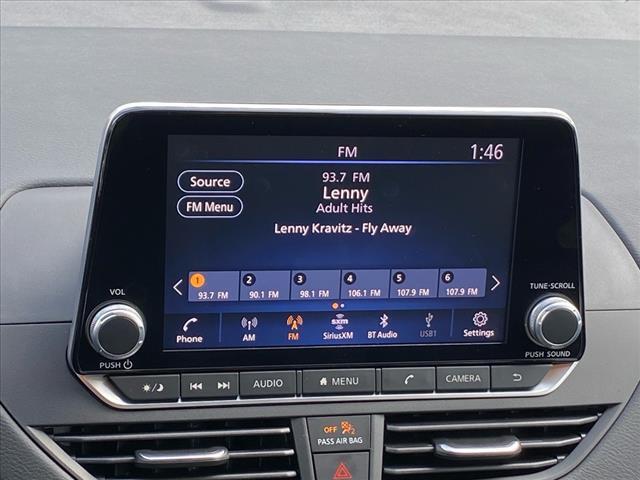 FM 1:46
Source
93.7 FM
Lenny
FM Menu
Adult Hits
Lenny Kravitz - Fly Away
1 2 3 4 5 6
93.7 FM 90.1 FM 98.1 FM 106.1 FM 107.9 FM 107.9 FM
VOL
TUNE·SCROLL
Phone AM FM SiriusXM BT Audio USB1 Settings
sxm
PUSH
PUSH SOUND
AUDIO MENU CAMERA
OFF 2
PASS AIR BAG